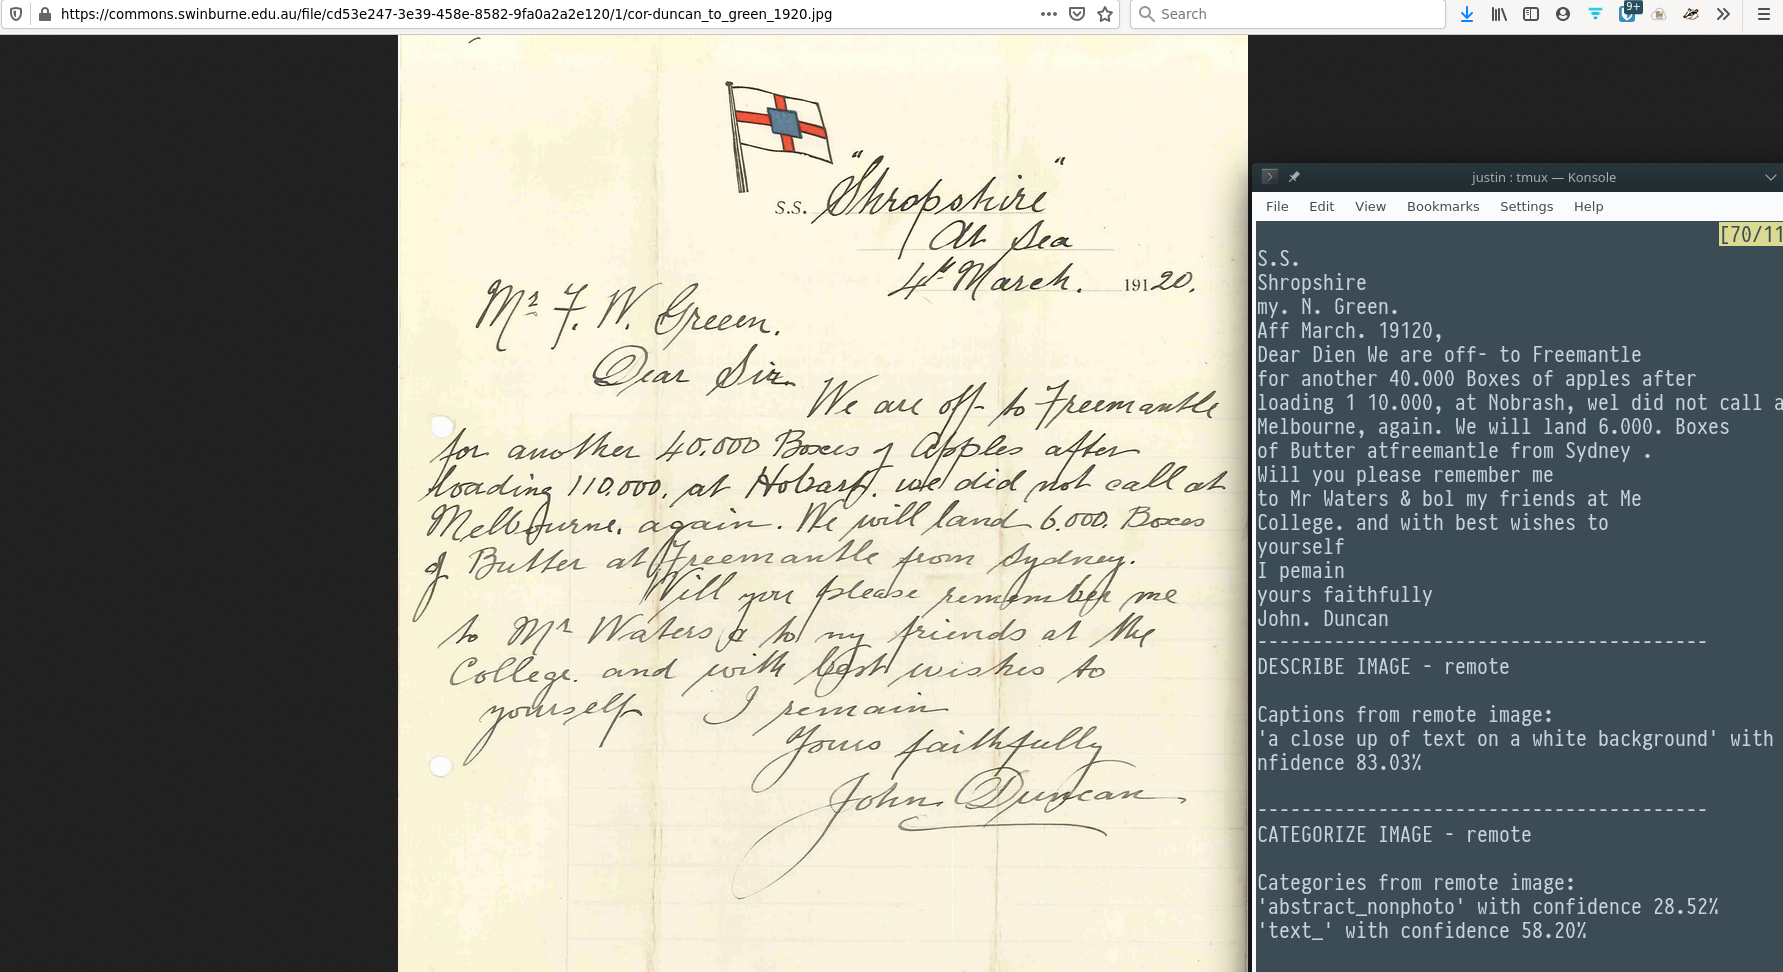 https://commons.swinburne.edu.au/file/cd53e247-3e39-458e-8582-9fa0a2a2e120/1/cor-duncan_to_green_1920.jpg
Search
9+
S.S. "Shropshire"
At Sea
4th March. 19120.
Mr F. W. Greeen.
Dear Sir.
We are off- to Freemantle
for another 40.000 Boxes of Apples after
loading 110.000. at Hobart. we did not call at
Melbourne. again. We will land 6.000. Boxes
of Butter at Freemantle from Sydney.
Will you please remember me
to Mr Waters & to my friends at the
College. and with best wishes to
yourself I remain
Yours faithfully
John. Duncan
justin : tmux — Konsole
File Edit View Bookmarks Settings Help
[70/11
S.S.
Shropshire
my. N. Green.
Aff March. 19120,
Dear Dien We are off- to Freemantle
for another 40.000 Boxes of apples after
loading 1 10.000, at Nobrash, wel did not call a
Melbourne, again. We will land 6.000. Boxes
of Butter atfreemantle from Sydney .
Will you please remember me
to Mr Waters & bol my friends at Me
College. and with best wishes to
yourself
I pemain
yours faithfully
John. Duncan
-----------------------------------------
DESCRIBE IMAGE - remote
Captions from remote image:
'a close up of text on a white background' with
nfidence 83.03%
-----------------------------------------
CATEGORIZE IMAGE - remote
Categories from remote image:
'abstract_nonphoto' with confidence 28.52%
'text_' with confidence 58.20%